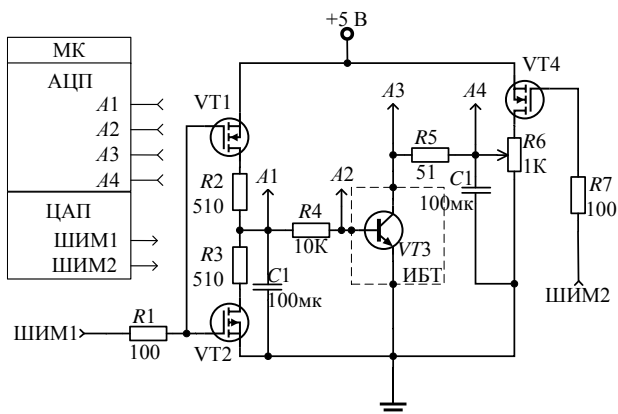 +5 В
МК
АЦП
A1
A2
A3
A4
ЦАП
ШИМ1
ШИМ2
VT1
R2
510
A1
R3
510
R4
10К
A2
C1
100мк
VT2
ШИМ1
R1
100
A3
A4
R5
51
C1
100мк
VT3
ИБТ
VT4
R6
1К
R7
100
ШИМ2